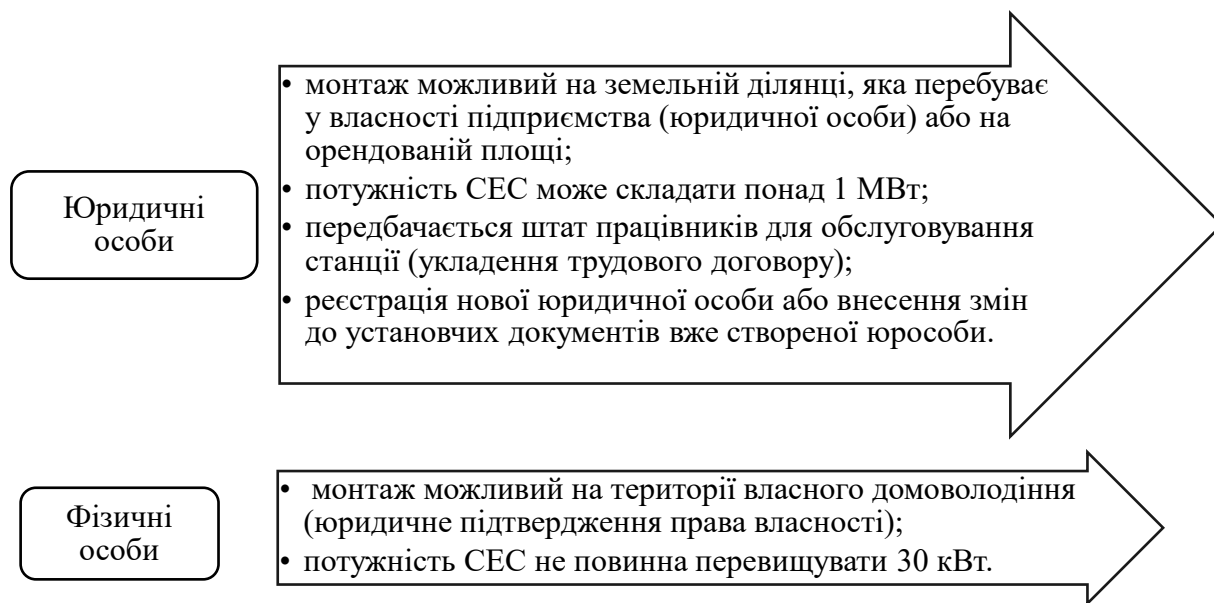 Юридичні
особи
• монтаж можливий на земельній ділянці, яка перебуває
у власності підприємства (юридичної особи) або на
орендованій площі;
• потужність СЕС може складати понад 1 МВт;
• передбачається штат працівників для обслуговування
станції (укладення трудового договору);
• реєстрація нової юридичної особи або внесення змін
до установчих документів вже створеної юрособи.
Фізичні
особи
• монтаж можливий на території власного домоволодіння
(юридичне підтвердження права власності);
• потужність СЕС не повинна перевищувати 30 кВт.